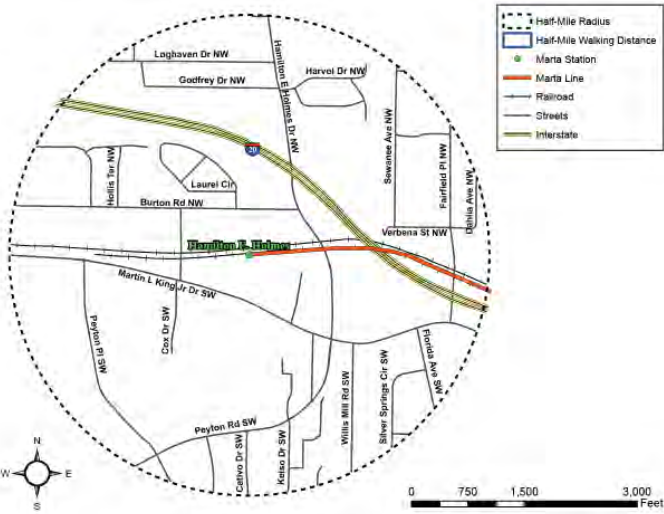 Half-Mile Radius
Half-Mile Walking Distance
Marta Station
Marta Line
Railroad
Streets
Interstate
Loghaven Dr NW
Godfrey Dr NW
Hamilton E Holmes Dr NW
Harvel Dr NW
20
Hollis Ter NW
Laurel Cir
Burton Rd NW
Sewanee Ave NW
Fairfield Pl NW
Dahlia Ave NW
Verbena St NW
Hamilton E. Holmes
Martin L King Jr Dr SW
Peyton Pl SW
Cox Dr SW
Willis Mill Rd SW
Silver Springs Cir SW
Florida Ave SW
Peyton Rd SW
Cativo Dr SW
Kelso Dr SW
N
W E
S
0 750 1,500 3,000
Feet